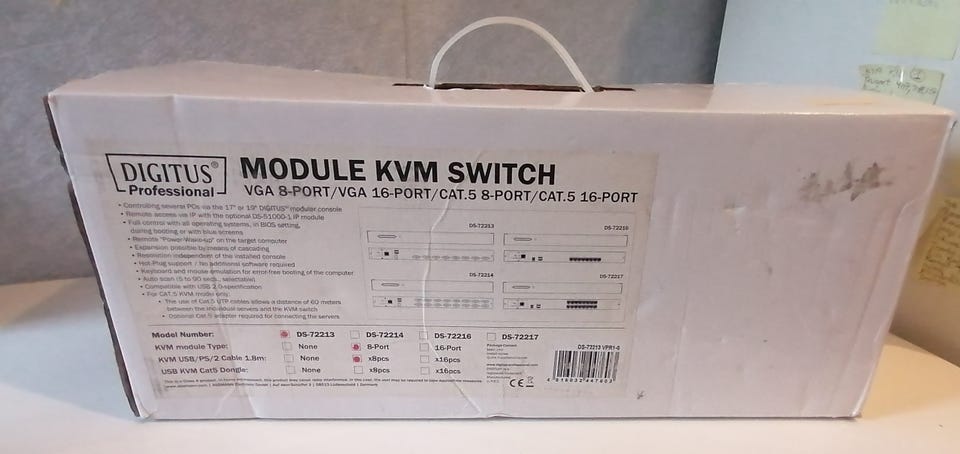 DIGITUS®
Professional
MODULE KVM SWITCH
VGA 8-PORT/VGA 16-PORT/CAT.5 8-PORT/CAT.5 16-PORT
• Controlling several PCs via the 17" or 19" DIGITUS® modular console
• Remote access via IP with the optional DS-51000-1 IP module
• Full control with all operating systems, in BIOS setting,
during booting or with blue screens
• Remote "Power Wake-up" on the target computer
• Expansion possible by means of cascading
• Resolution independent of the installed console
• Hot-Plug support / No additional software required
• Keyboard and mouse emulation for error-free booting of the computer
• Auto scan (5 to 90 secs., selectable)
• Compatible with USB 2.0-specification
• For CAT.5 KVM model only:
• The use of Cat.5 UTP cables allows a distance of 60 meters
between the individual servers and the KVM switch
• Optional Cat.5 adapter required for connecting the servers
DS-72213
DS-72216
DS-72214
DS-72217
Model Number: DS-72213 DS-72214 DS-72216 DS-72217
KVM module Type: None 8-Port 16-Port
KVM USB/PS/2 Cable 1.8m: None x8pcs x16pcs
USB KVM Cat5 Dongle: None x8pcs x16pcs
Package Content:
DS-72213 VPR1-G
CE